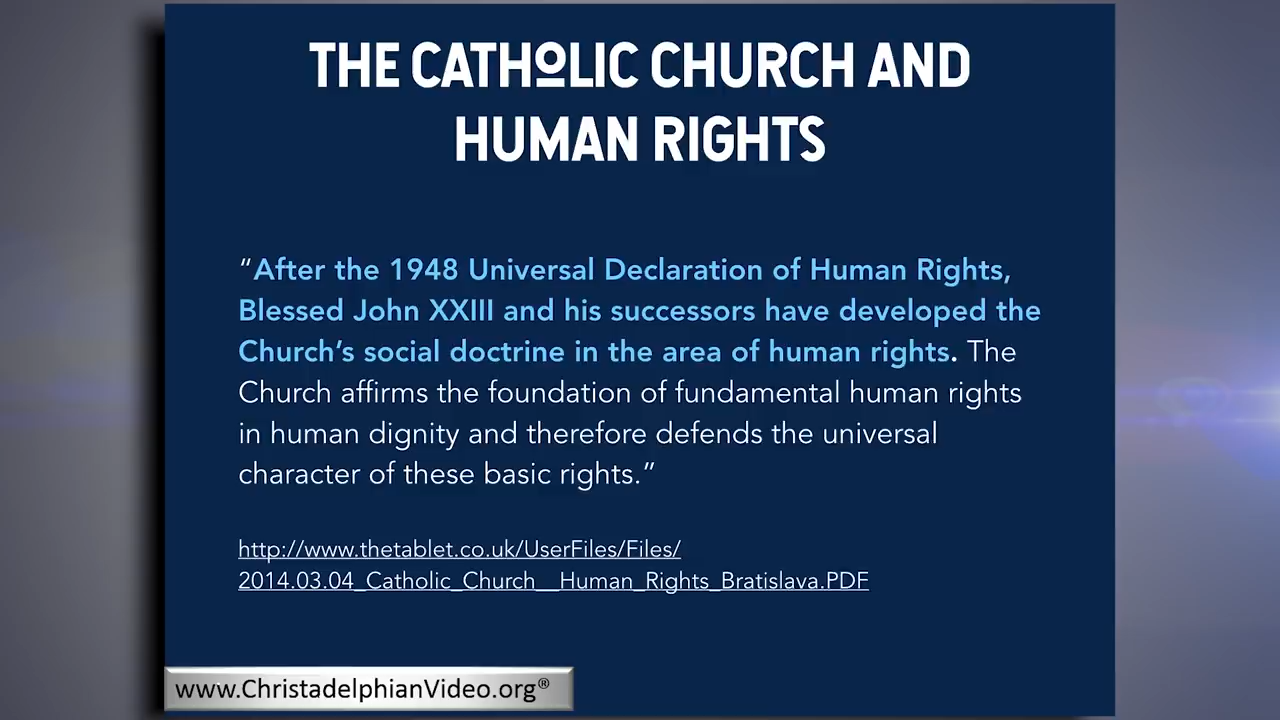 THE CATHOLIC CHURCH AND
HUMAN RIGHTS
“After the 1948 Universal Declaration of Human Rights,
Blessed John XXIII and his successors have developed the
Church’s social doctrine in the area of human rights. The
Church affirms the foundation of fundamental human rights
in human dignity and therefore defends the universal
character of these basic rights.”
http://www.thetablet.co.uk/UserFiles/Files/
2014.03.04_Catholic_Church__Human_Rights_Bratislava.PDF
www.ChristadelphianVideo.org®